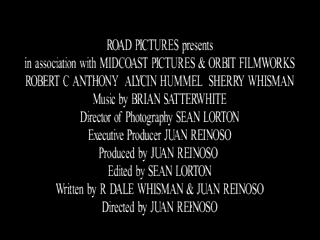 ROAD PICTURES presents
in association with MIDCOAST PICTURES & ORBIT FILMWORKS
ROBERT C ANTHONY ALYCIN HUMMEL SHERRY WHISMAN
Music by BRIAN SATTERWHITE
Director of Photography SEAN LORTON
Executive Producer JUAN REINOSO
Produced by JUAN REINOSO
Edited by SEAN LORTON
Written by R DALE WHISMAN & JUAN REINOSO
Directed by JUAN REINOSO